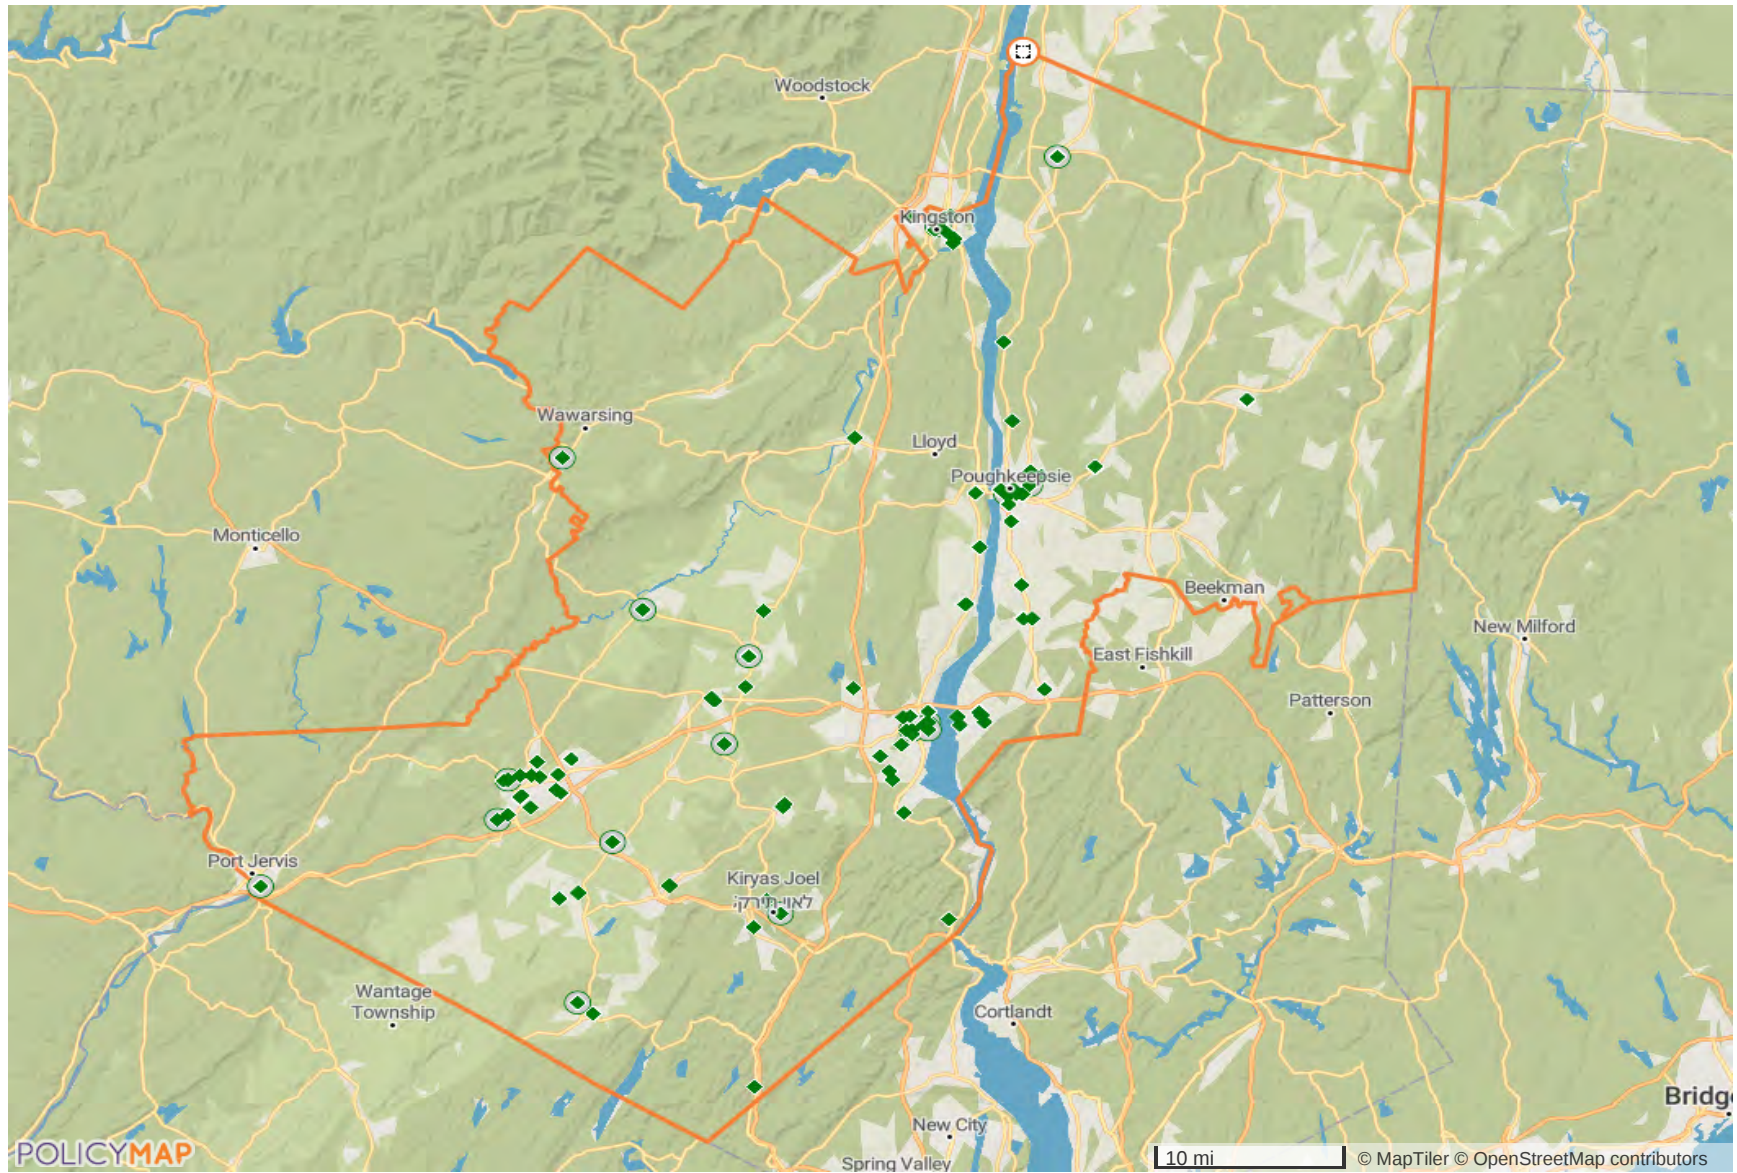 Woodstock
Kingston
Wawarsing
Lloyd
Poughkeepsie
Monticello
Beekman
New Milford
East Fishkill
Patterson
Port Jervis
Kiryas Joel
Wantage
Township
Cortlandt
Bridg
New City
Spring Valley
POLICYMAP
10 mi
© MapTiler © OpenStreetMap contributors